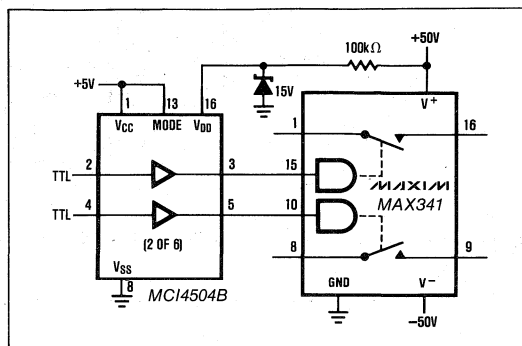 +50V
100kΩ
+5V
15V
1
13
16
VCC
MODE
VDD
V+
1
16
TTL
2
3
15
MAXIM
MAX341
TTL
4
5
10
(2 OF 6)
8
9
VSS
8
GND
V−
MCI4504B
−50V